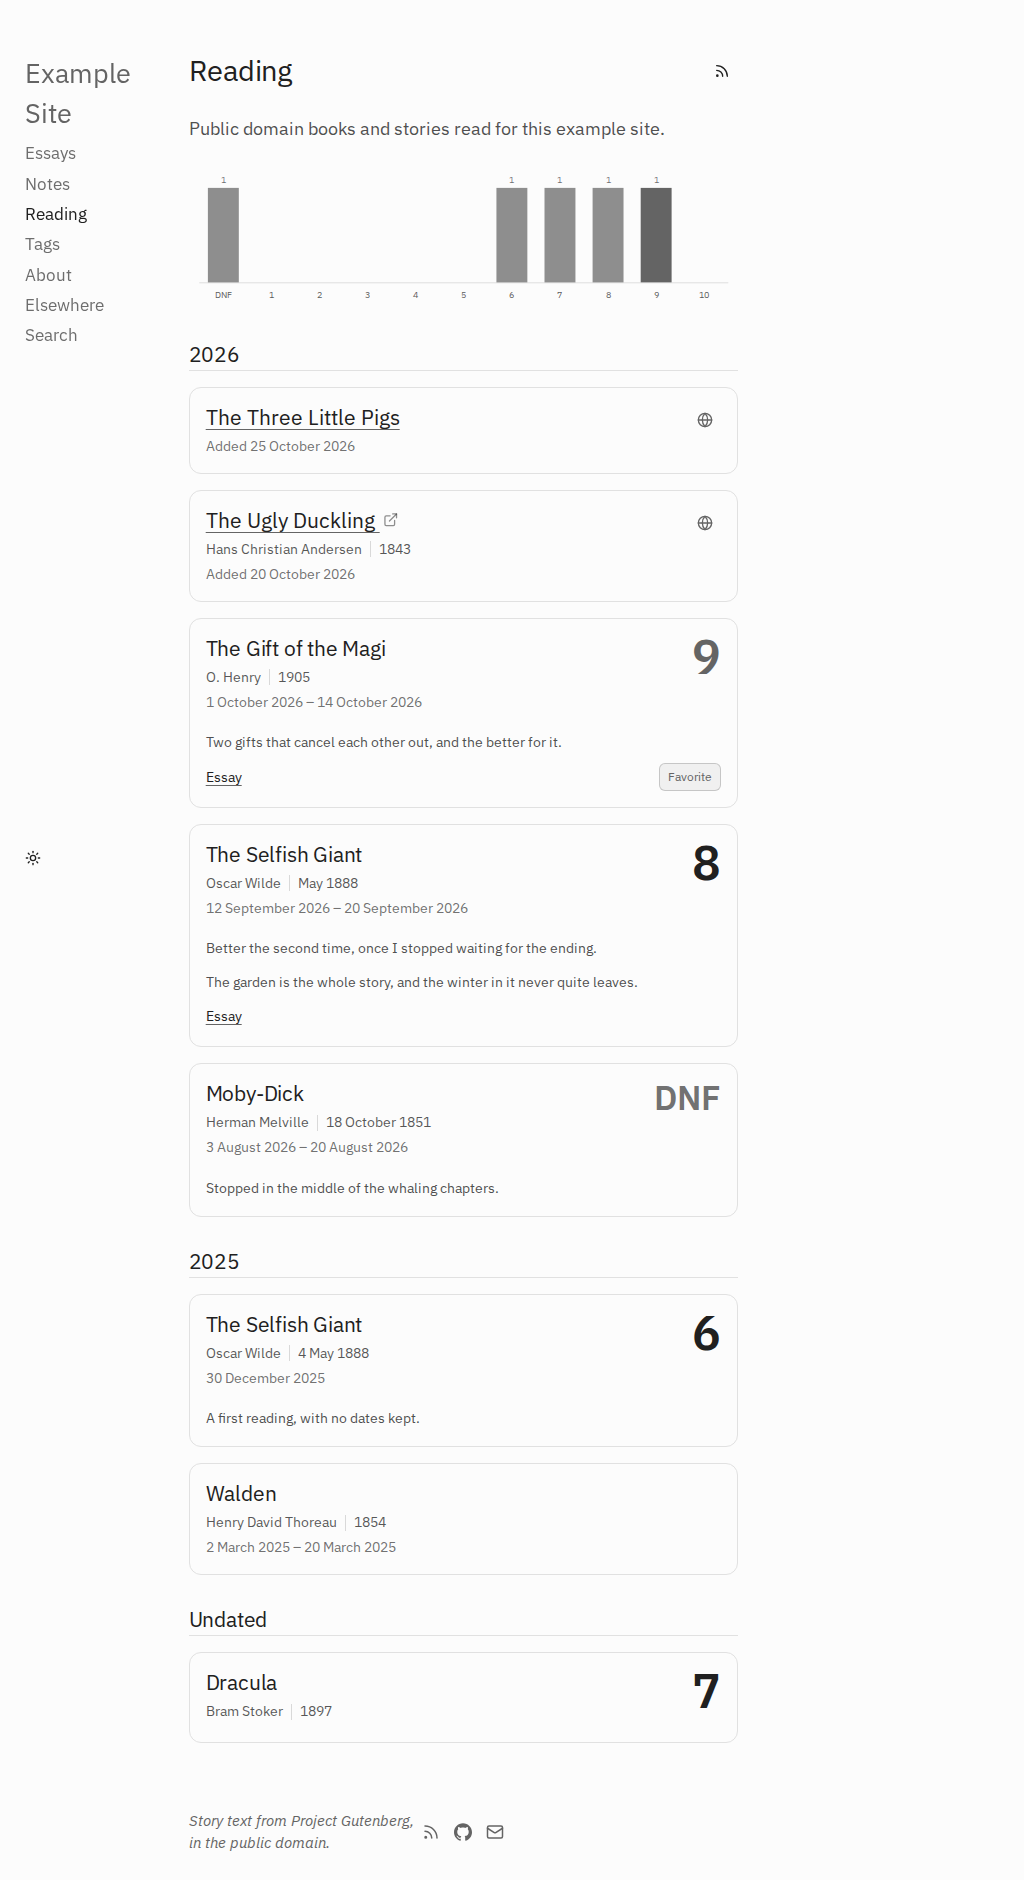 Example
Site
Essays
Notes
Reading
Tags
About
Elsewhere
Search
Reading
Public domain books and stories read for this example site.
1 1 1 1 1
DNF 1 2 3 4 5 6 7 8 9 10
2026
The Three Little Pigs
Added 25 October 2026
The Ugly Duckling
Hans Christian Andersen | 1843
Added 20 October 2026
The Gift of the Magi
9
O. Henry | 1905
1 October 2026 – 14 October 2026
Two gifts that cancel each other out, and the better for it.
Essay
Favorite
The Selfish Giant
8
Oscar Wilde | May 1888
12 September 2026 – 20 September 2026
Better the second time, once I stopped waiting for the ending.
The garden is the whole story, and the winter in it never quite leaves.
Essay
Moby-Dick
DNF
Herman Melville | 18 October 1851
3 August 2026 – 20 August 2026
Stopped in the middle of the whaling chapters.
2025
The Selfish Giant
6
Oscar Wilde | 4 May 1888
30 December 2025
A first reading, with no dates kept.
Walden
Henry David Thoreau | 1854
2 March 2025 – 20 March 2025
Undated
Dracula
7
Bram Stoker | 1897
Story text from Project Gutenberg,
in the public domain.